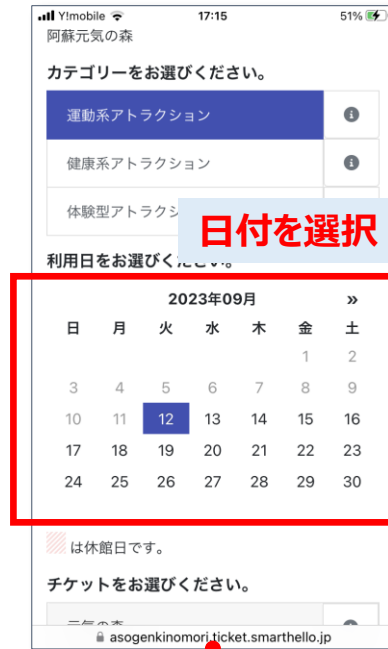 Y!mobile 17:15 51%
阿蘇元気の森
カテゴリーをお選びください。
運動系アトラクション
健康系アトラクション
体験型アトラクシ
日付を選択
利用日をお選びください。
2023年09月 »
日 月 火 水 木 金 土
1 2
3 4 5 6 7 8 9
10 11 12 13 14 15 16
17 18 19 20 21 22 23
24 25 26 27 28 29 30
は休館日です。
チケットをお選びください。
元気の森
asogenkinomori.ticket.smarthello.jp